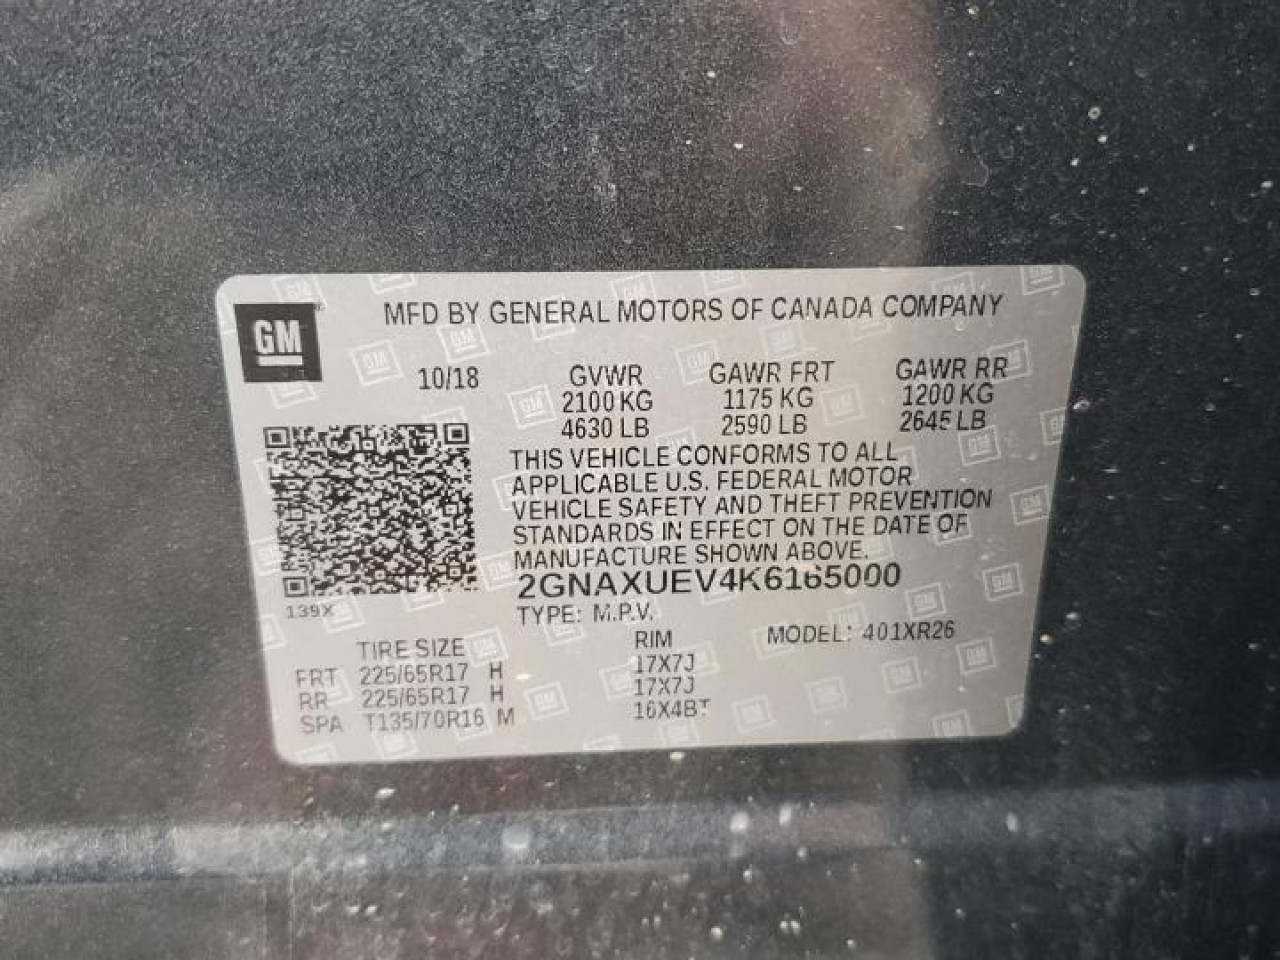 MFD BY GENERAL MOTORS OF CANADA COMPANY
GM
10/18 GVWR GAWR FRT GAWR RR
2100 KG 1175 KG 1200 KG
4630 LB 2590 LB 2645 LB
THIS VEHICLE CONFORMS TO ALL
APPLICABLE U.S. FEDERAL MOTOR
VEHICLE SAFETY AND THEFT PREVENTION
STANDARDS IN EFFECT ON THE DATE OF
MANUFACTURE SHOWN ABOVE.
2GNAXUEV4K6165000
139X
TYPE: M.P.V. MODEL: 401XR26
TIRE SIZE RIM
FRT 225/65R17 H 17X7J
RR 225/65R17 H 17X7J
SPA T135/70R16 M 16X4BT